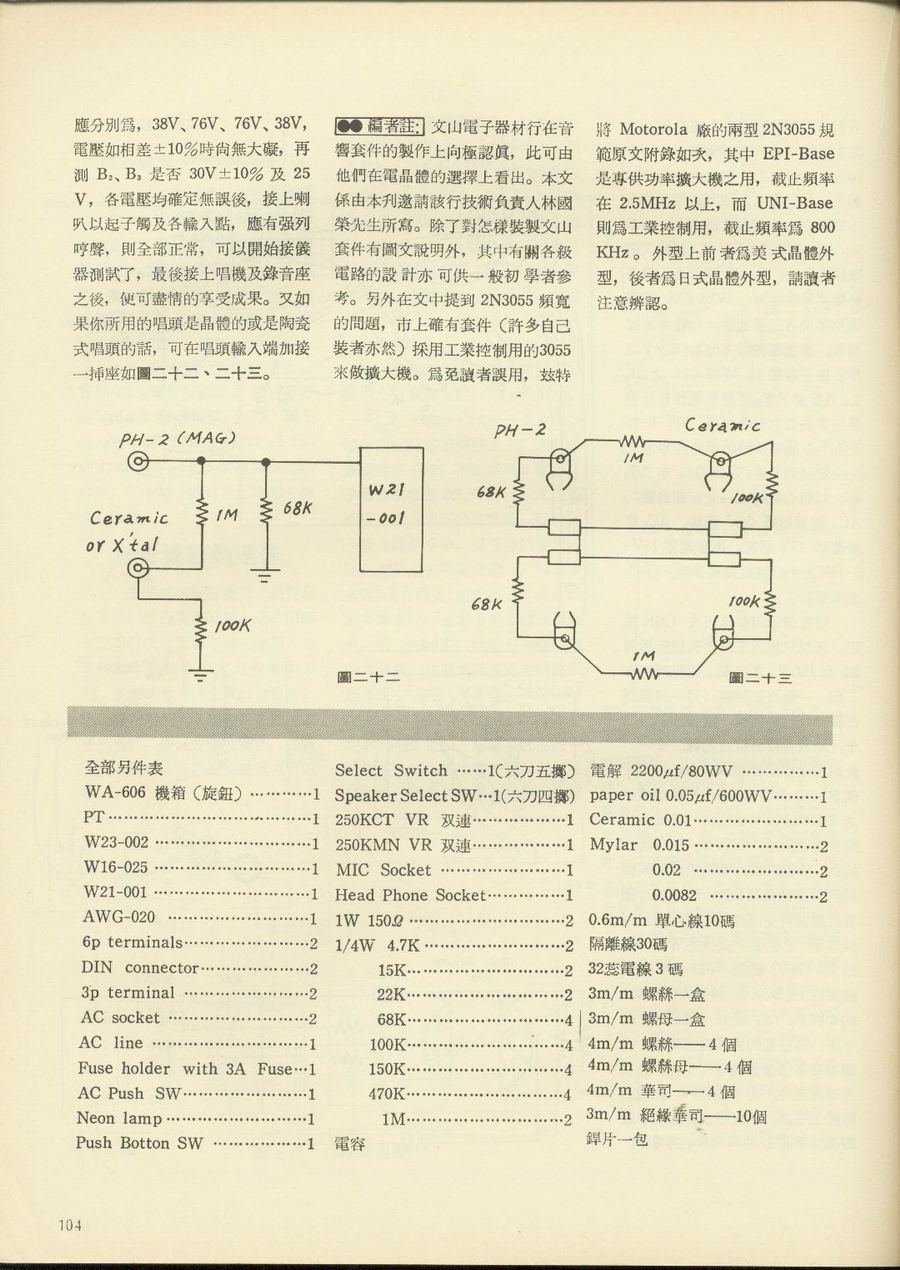 應分別爲，38V、76V、76V、38V，
電壓如相差±10%時尙無大礙，再
測 B₂、B₃ 是否 30V±10% 及 25
V，各電壓均確定無誤後，接上喇
叭以起子觸及各輸入點，應有强列
哼聲，則全部正常，可以開始接儀
器測試了，最後接上唱機及錄音座
之後，便可盡情的享受成果。又如
果你所用的唱頭是晶體的或是陶瓷
式唱頭的話，可在唱頭輸入端加接
一揷座如圖二十二、二十三。
●● 編者註： 文山電子器材行在音
響套件的製作上向極認眞，此可由
他們在電晶體的選擇上看出。本文
係由本刋邀請該行技術負責人林國
榮先生所寫。除了對怎樣裝製文山
套件有圖文說明外，其中有關各級
電路的設計亦可供一般初學者參
考。另外在文中提到 2N3055 頻寬
的問題，市上確有套件（許多自己
裝者亦然）採用工業控制用的3055
來做擴大機。爲免讀者誤用，玆特
將 Motorola 廠的兩型 2N3055 規
範原文附錄如次，其中 EPI-Base
是專供功率擴大機之用，截止頻率
在 2.5MHz 以上，而 UNI-Base
則爲工業控制用，截止頻率爲 800
KHz。外型上前者爲美式晶體外
型，後者爲日式晶體外型，請讀者
注意辨認。
PH-2 (MAG)
Ceramic
or X'tal
1M
68K
W21
-001
100K
圖二十二
PH-2
Ceramic
1M
68K
100K
68K
100K
1M
圖二十三
全部另件表
WA-606 機箱（旋鈕）…………1
PT…………………………1
W23-002 …………………………1
W16-025 …………………………1
W21-001 …………………………1
AWG-020 ………………………1
6p terminals……………………2
DIN connector…………………2
3p terminal ……………………2
AC socket ………………………2
AC line …………………………1
Fuse holder with 3A Fuse…1
AC Push SW……………………1
Neon lamp………………………1
Push Botton SW ………………1
Select Switch ……1(六刀五擲)
Speaker Select SW…1(六刀四擲)
250KCT VR 双連………………1
250KMN VR 双連………………1
MIC Socket ……………………1
Head Phone Socket……………1
1W 150Ω …………………………2
1/4W 4.7K ………………………2
15K…………………………2
22K…………………………2
68K…………………………4
100K…………………………4
150K…………………………4
470K…………………………4
1M…………………………2
電容
電解 2200μf/80WV ……………1
paper oil 0.05μf/600WV………1
Ceramic 0.01……………………1
Mylar 0.015 ……………………2
0.02 ……………………2
0.0082 …………………2
0.6m/m 單心線10碼
隔離線30碼
32蕊電線 3 碼
3m/m 螺絲一盒
3m/m 螺母一盒
4m/m 螺絲——4 個
4m/m 螺絲母——4 個
4m/m 華司——4 個
3m/m 絕緣華司——10個
銲片一包
104